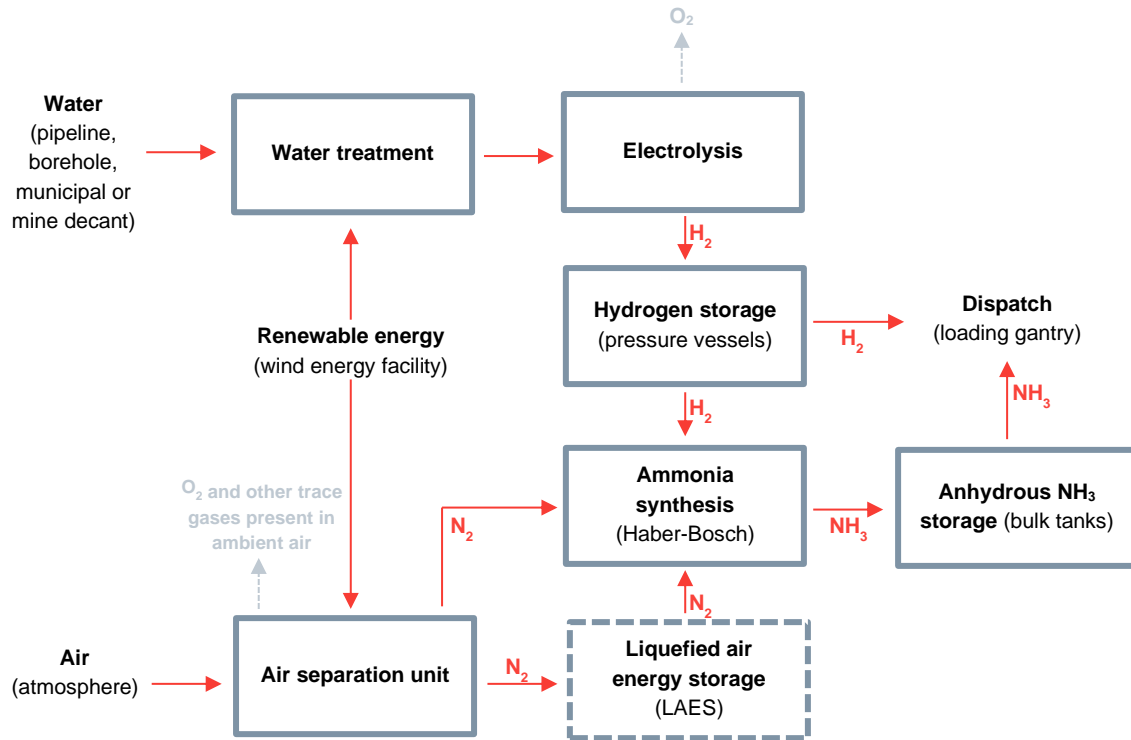 O₂
Water
(pipeline,
borehole,
municipal or
mine decant)
Water treatment
Electrolysis
H₂
Hydrogen storage
(pressure vessels)
H₂
Dispatch
(loading gantry)
Renewable energy
(wind energy facility)
H₂
NH₃
O₂ and other trace
gases present in
ambient air
N₂
Ammonia
synthesis
(Haber-Bosch)
NH₃
Anhydrous NH₃
storage (bulk tanks)
N₂
Air
(atmosphere)
Air separation unit
N₂
Liquefied air
energy storage
(LAES)